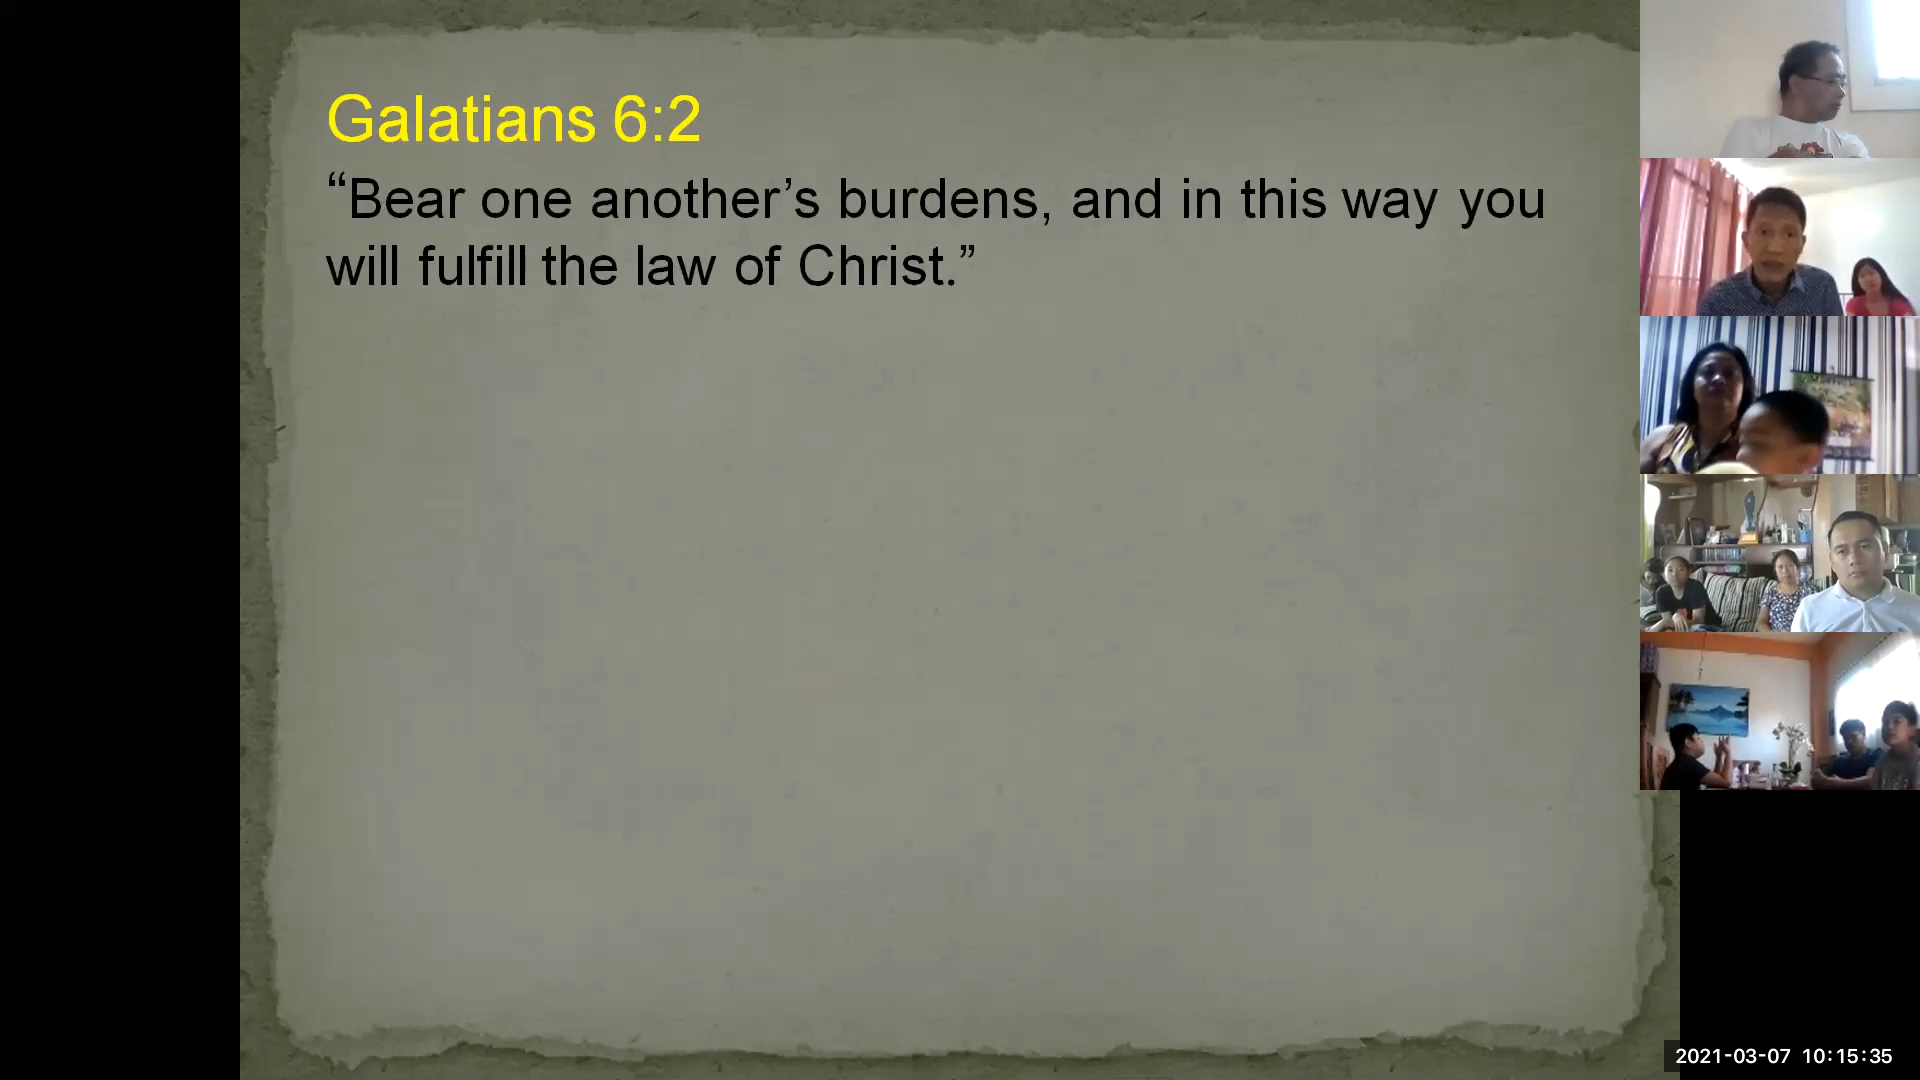 Galatians 6:2
“Bear one another’s burdens, and in this way you
will fulfill the law of Christ.”
2021-03-07 10:15:35